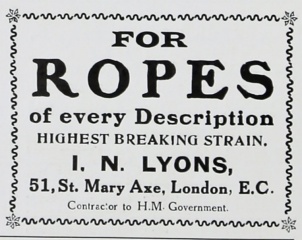 FOR
ROPES
of every Description
HIGHEST BREAKING STRAIN.
I. N. LYONS,
51, St. Mary Axe, London, E.C.
Contractor to H.M. Government.